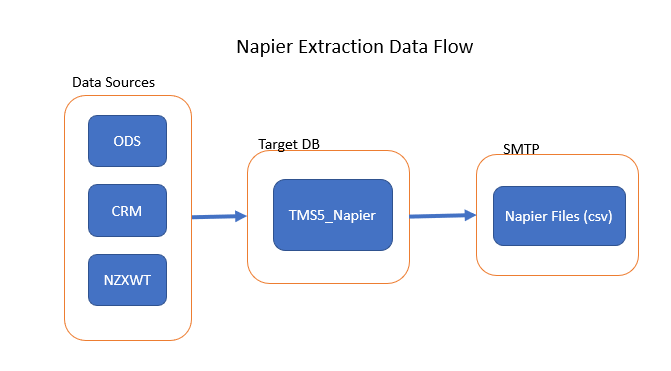 Napier Extraction Data Flow
Data Sources
ODS
CRM
NZXWT
Target DB
TMS5_Napier
SMTP
Napier Files (csv)